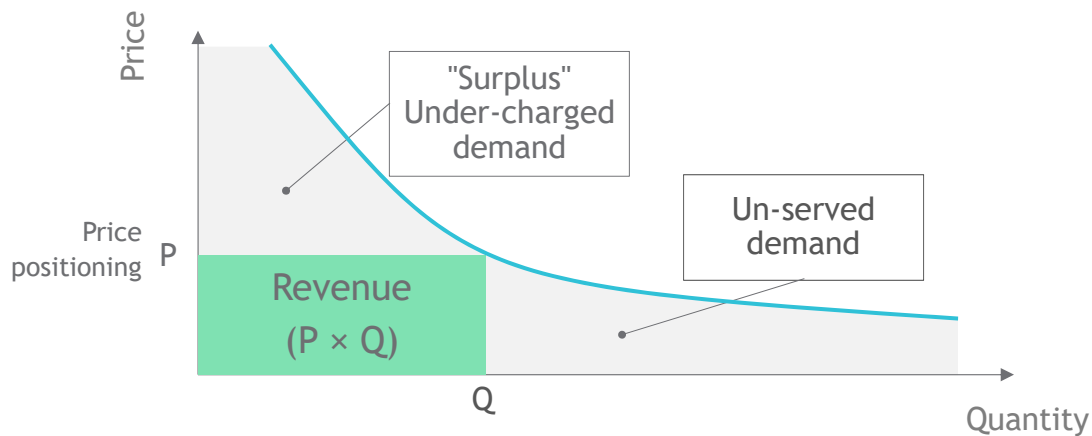 Price
"Surplus"
Under-charged
demand
Un-served
demand
Price
positioning
P
Revenue
(P × Q)
Q
Quantity